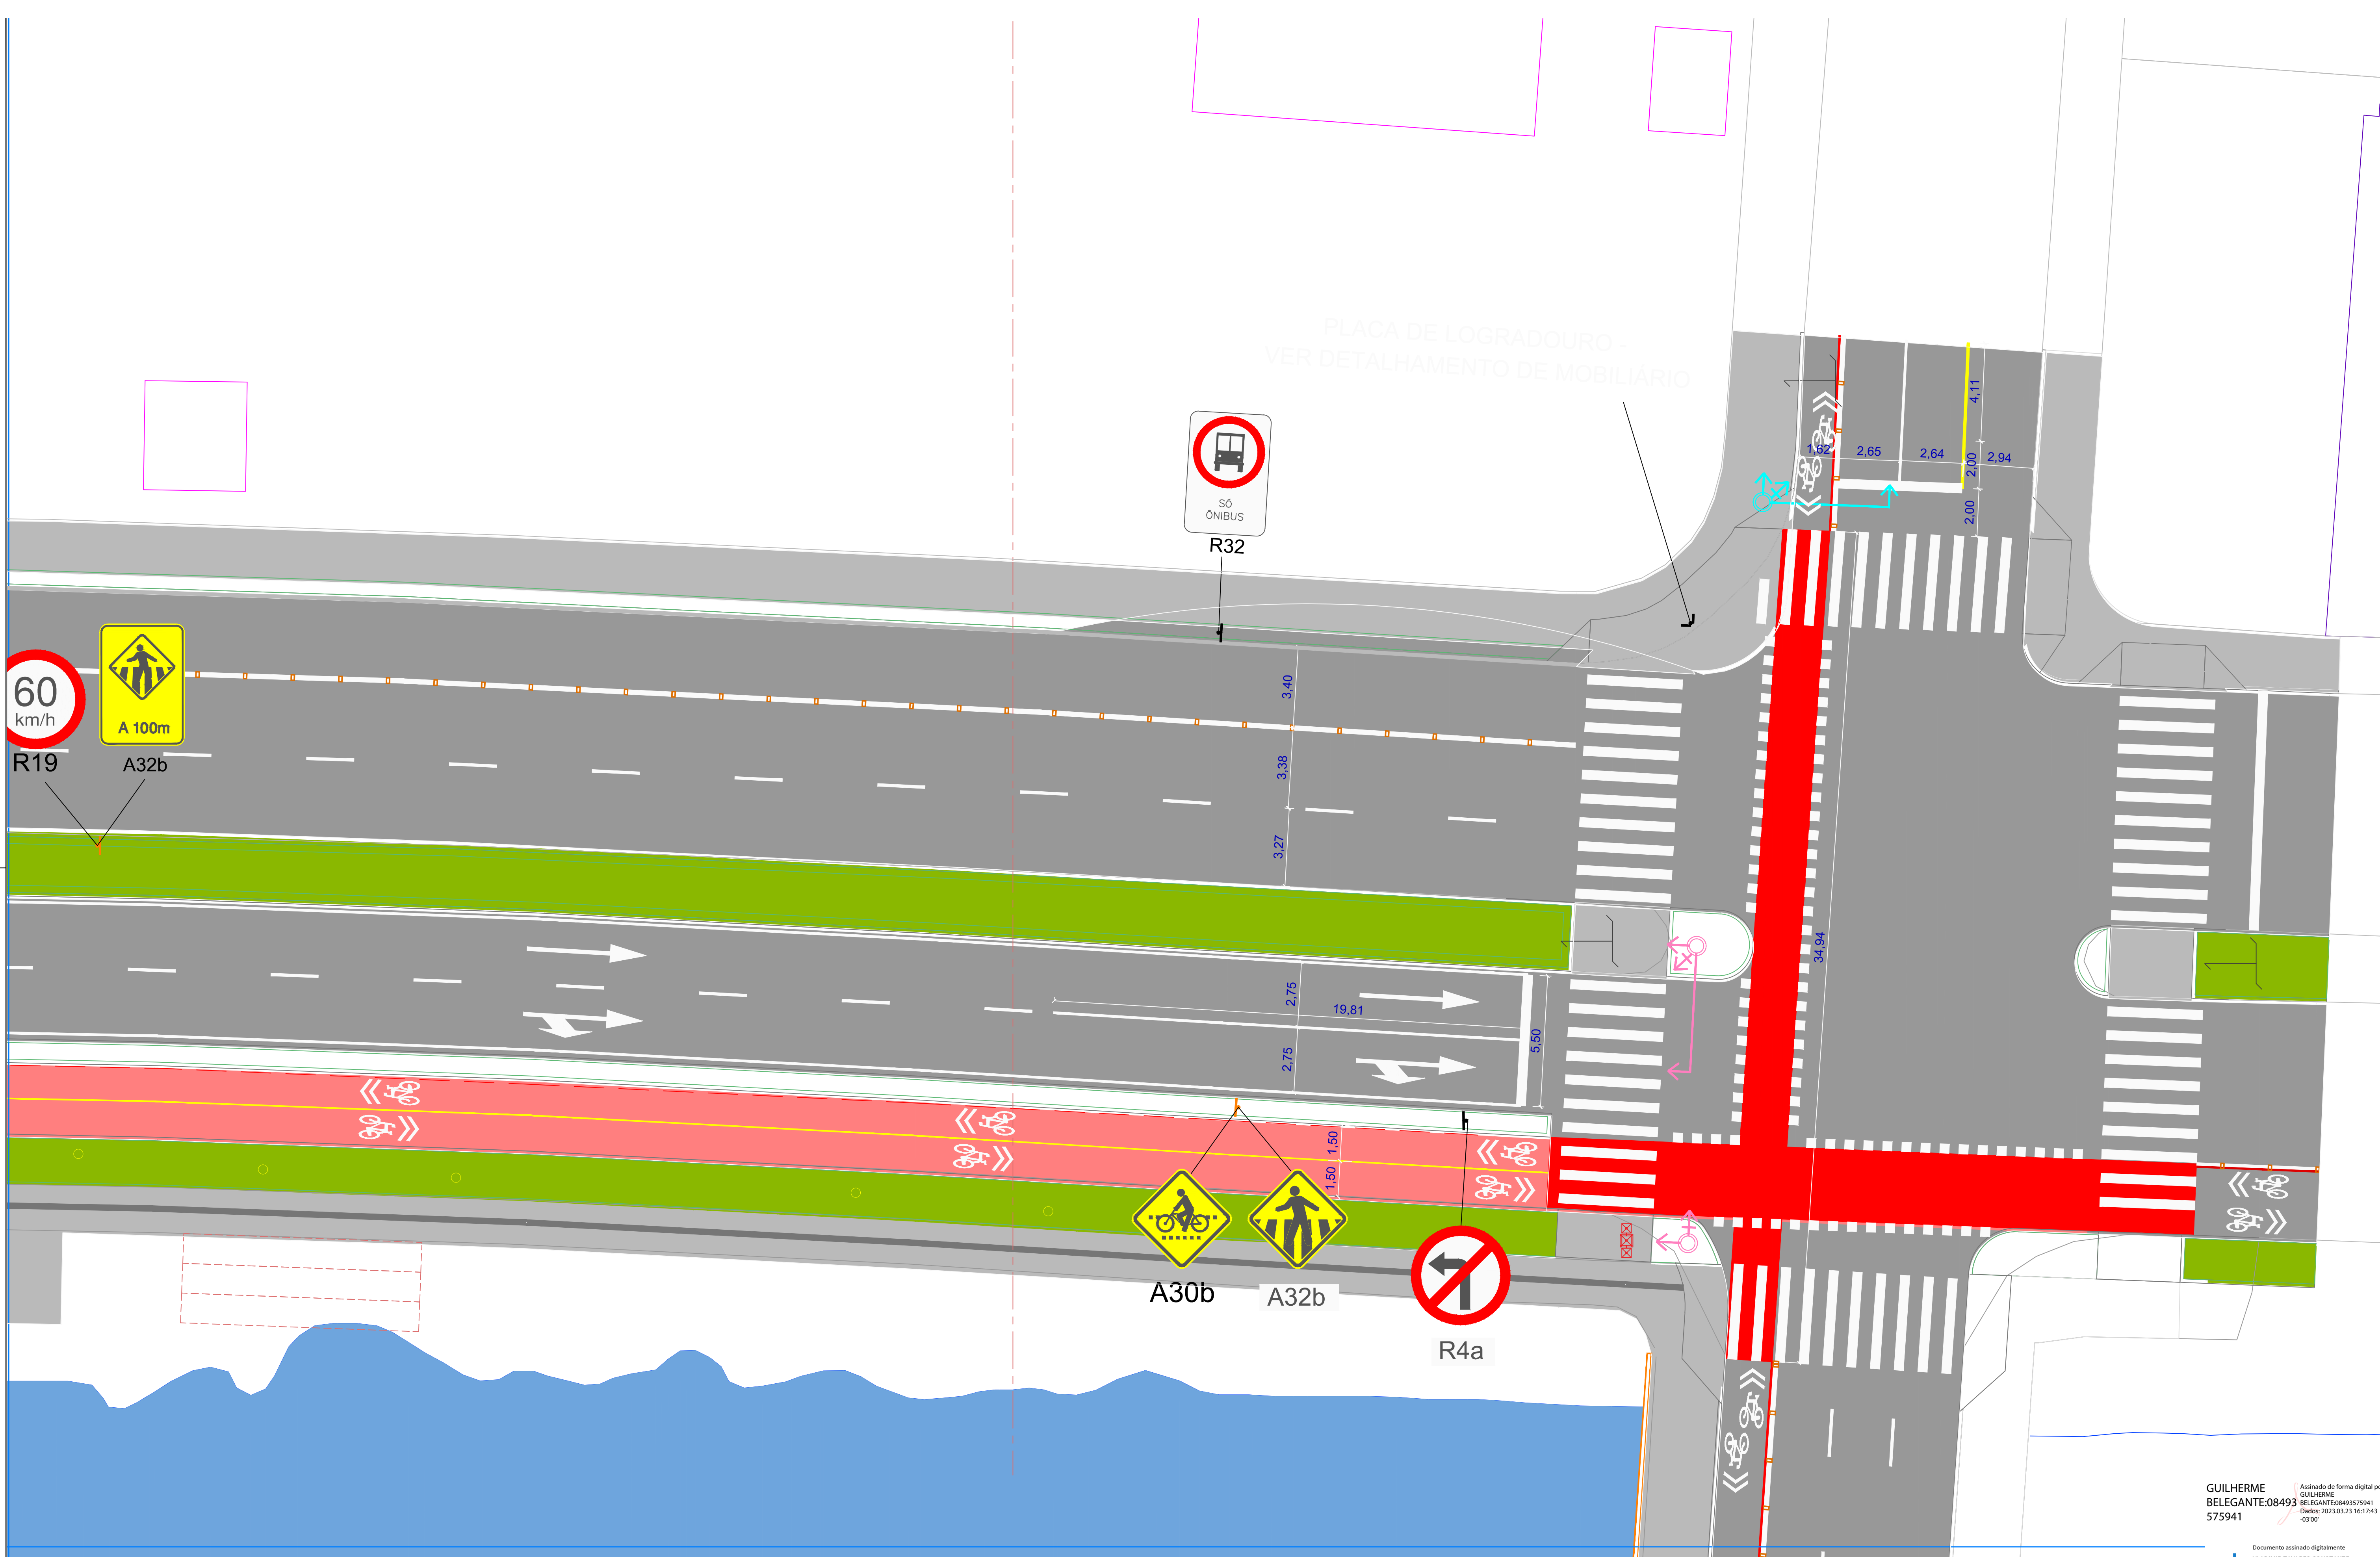 PLACA DE LOGRADOURO -
VER DETALHAMENTO DE MOBILIÁRIO
4,11
1,62
2,65
2,64
2,00
2,94
2,00
SÓ
ÔNIBUS
R32
60
km/h
R19
A 100m
A32b
3,40
3,38
3,27
34,94
2,75
19,81
5,50
2,75
1,50
1,50
A30b
A32b
R4a
GUILHERME
BELEGANTE:08493
575941
Assinado de forma digital po
GUILHERME
BELEGANTE:08493575941
Dados: 2023.03.23 16:17:43
-03'00'
Documento assinado digitalmente